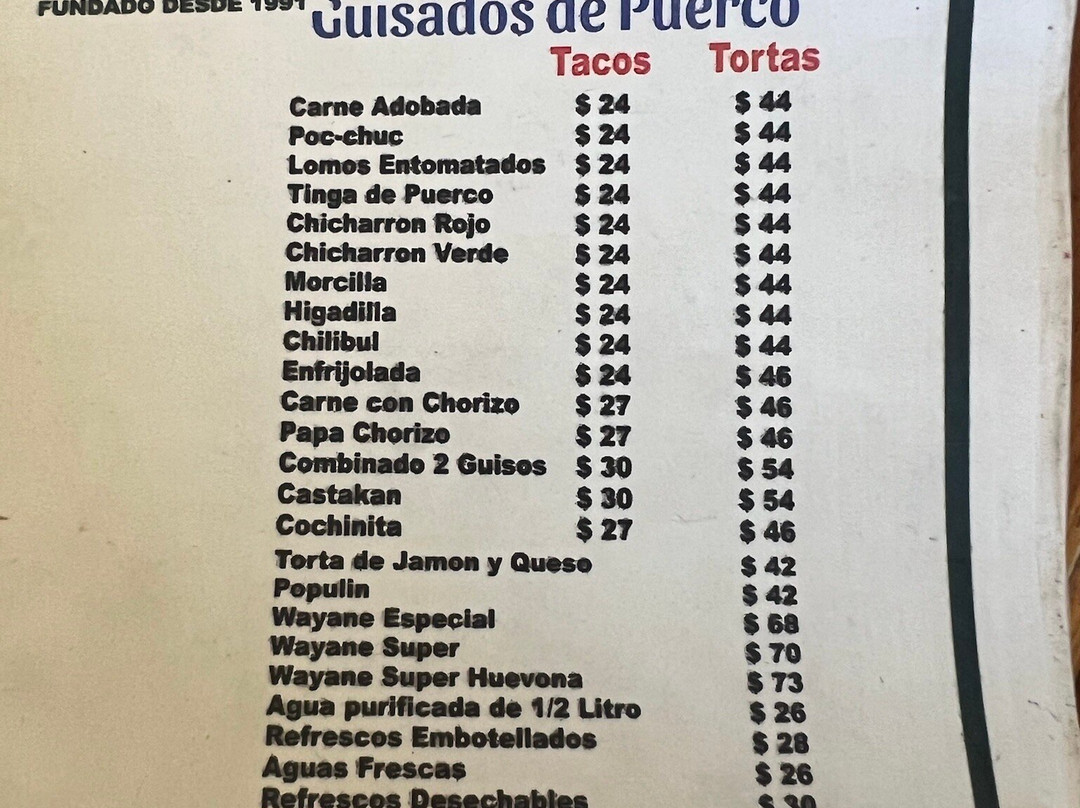 FUNDADO DESDE 1991
Guisados de Puerco
Tacos Tortas
Carne Adobada $ 24 $ 44
Poc-chuc $ 24 $ 44
Lomos Entomatados $ 24 $ 44
Tinga de Puerco $ 24 $ 44
Chicharron Rojo $ 24 $ 44
Chicharron Verde $ 24 $ 44
Morcilla $ 24 $ 44
Higadilla $ 24 $ 44
Chilibul $ 24 $ 44
Enfrijolada $ 24 $ 46
Carne con Chorizo $ 27 $ 46
Papa Chorizo $ 27 $ 46
Combinado 2 Guisos $ 30 $ 54
Castakan $ 30 $ 54
Cochinita $ 27 $ 46
Torta de Jamon y Queso $ 42
Populin $ 42
Wayane Especial $ 68
Wayane Super $ 70
Wayane Super Huevona $ 73
Agua purificada de 1/2 Litro $ 26
Refrescos Embotellados $ 28
Aguas Frescas $ 26
Refrescos Desechables $ 30